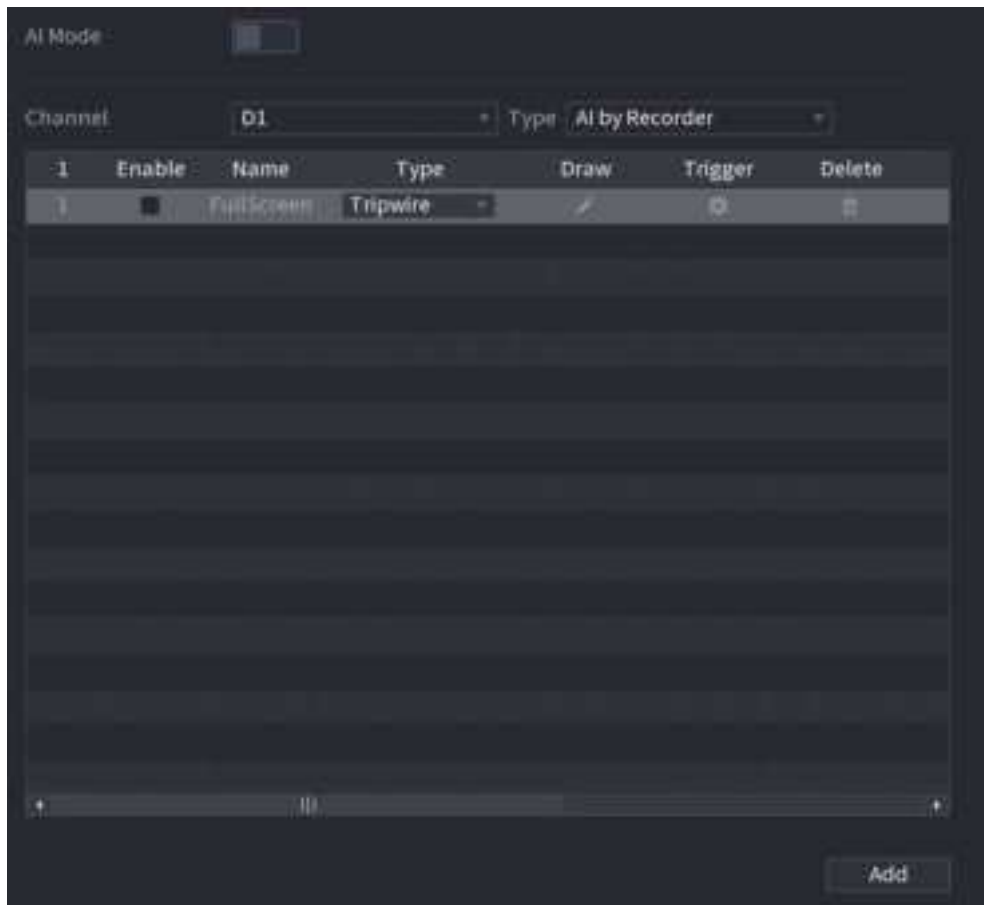 AI Mode
Channel D1 Type AI by Recorder
1 Enable Name Type Draw Trigger Delete
1 FullScreen Tripwire
Add